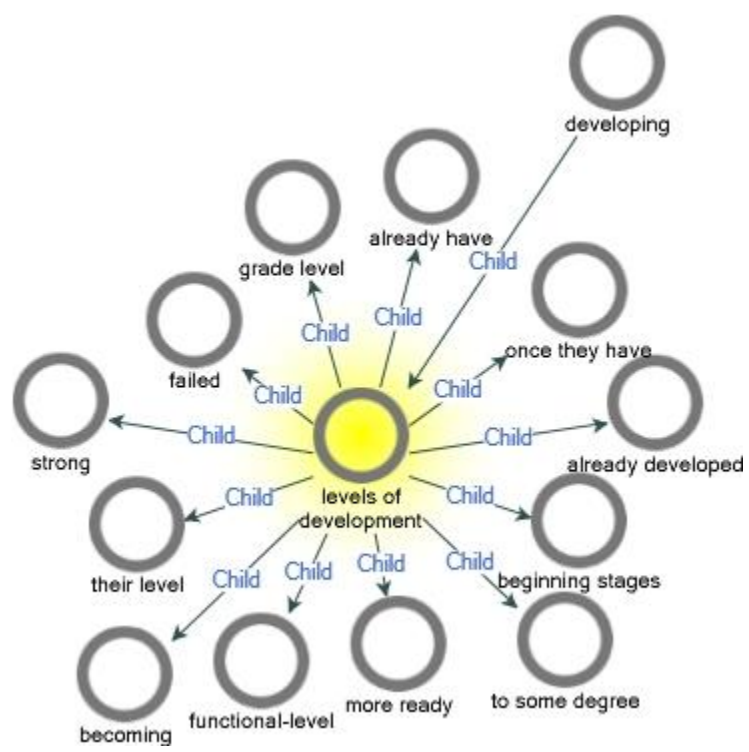 developing
already have
Child
grade level
Child
Child
once they have
failed
Child
Child
Child
already developed
strong
Child
levels of
development
Child
Child
Child
their level
beginning stages
Child
Child
Child
Child
becoming
functional-level
more ready
to some degree